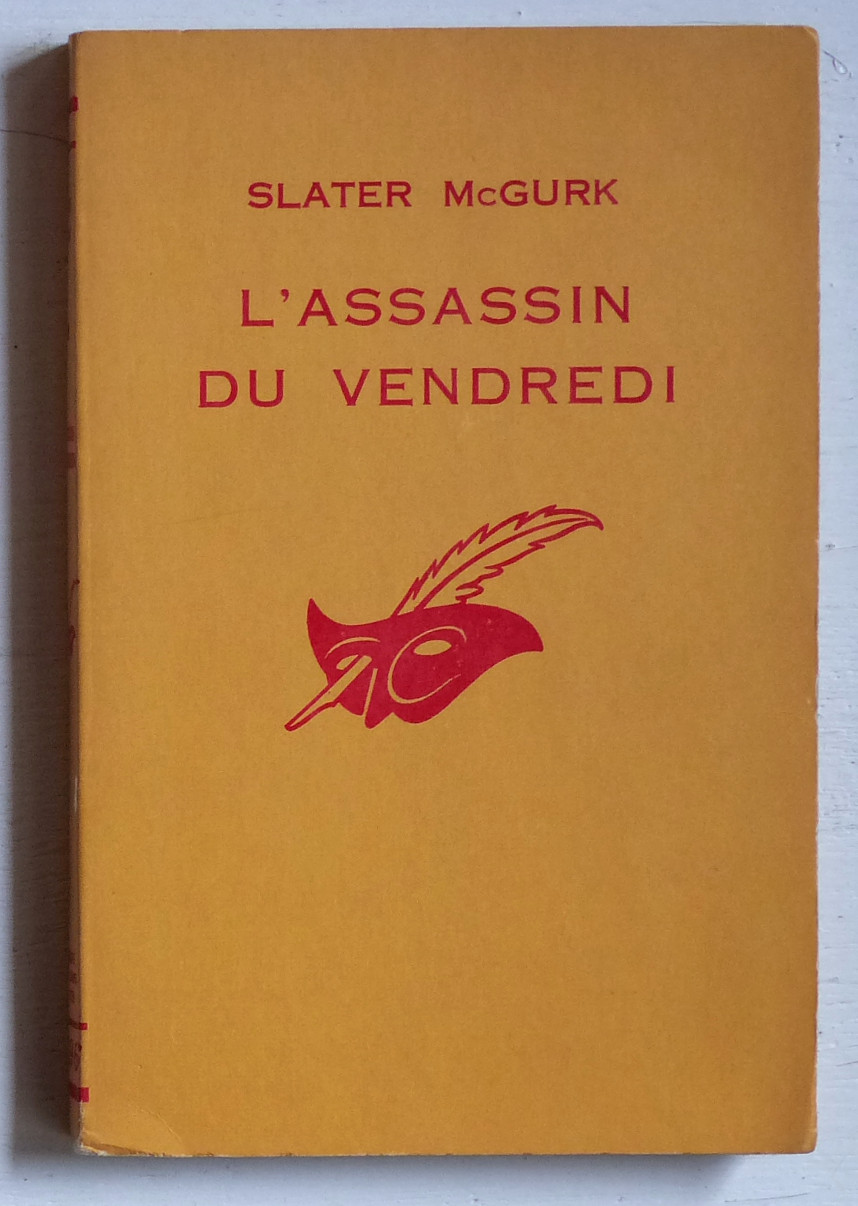 SLATER McGURK
L'ASSASSIN
DU VENDREDI